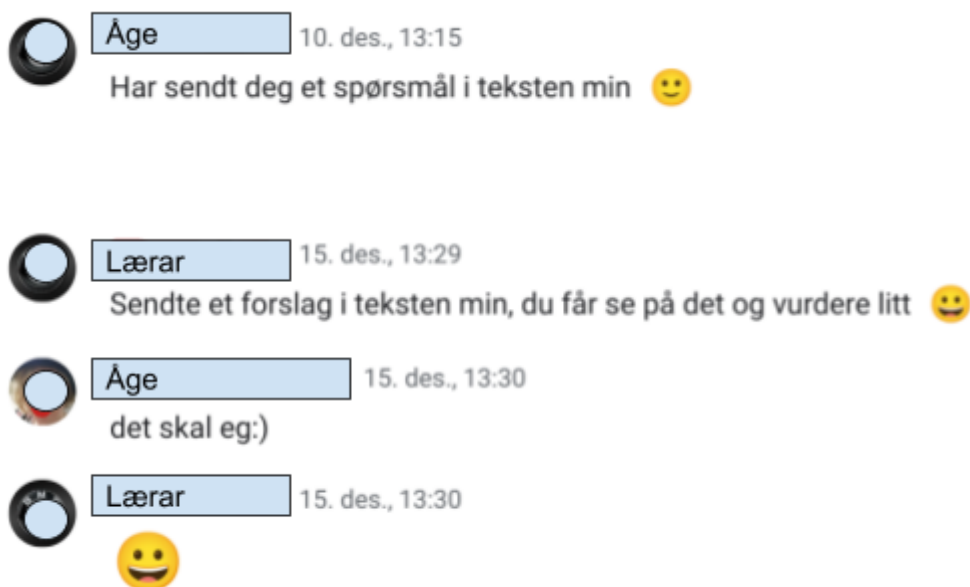 Åge 10. des., 13:15
Har sendt deg et spørsmål i teksten min 🙂
Lærar 15. des., 13:29
Sendte et forslag i teksten min, du får se på det og vurdere litt 😀
Åge 15. des., 13:30
det skal eg:)
Lærar 15. des., 13:30
😀